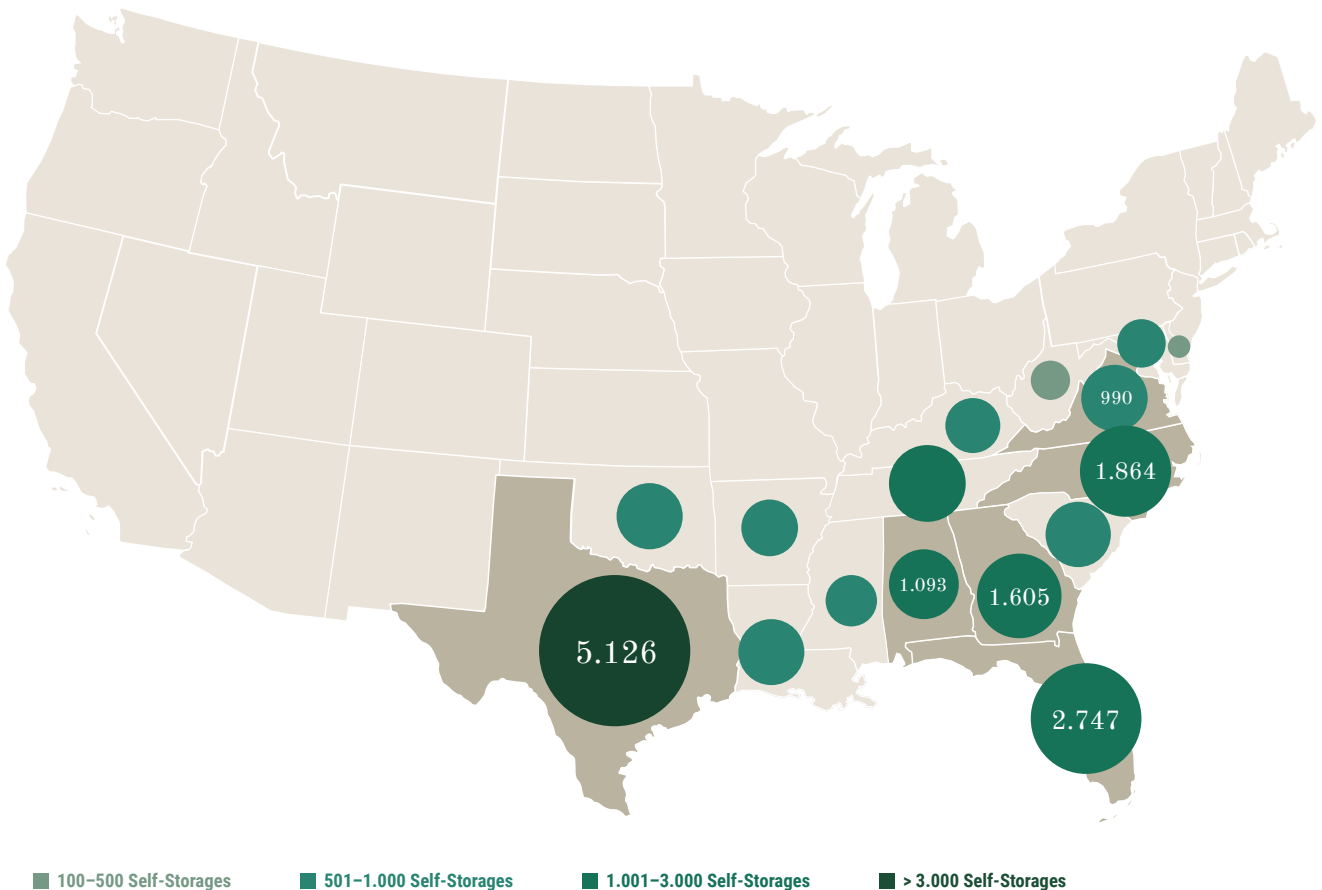 990
1.864
1.093
1.605
5.126
2.747
100–500 Self-Storages
501–1.000 Self-Storages
1.001–3.000 Self-Storages
> 3.000 Self-Storages